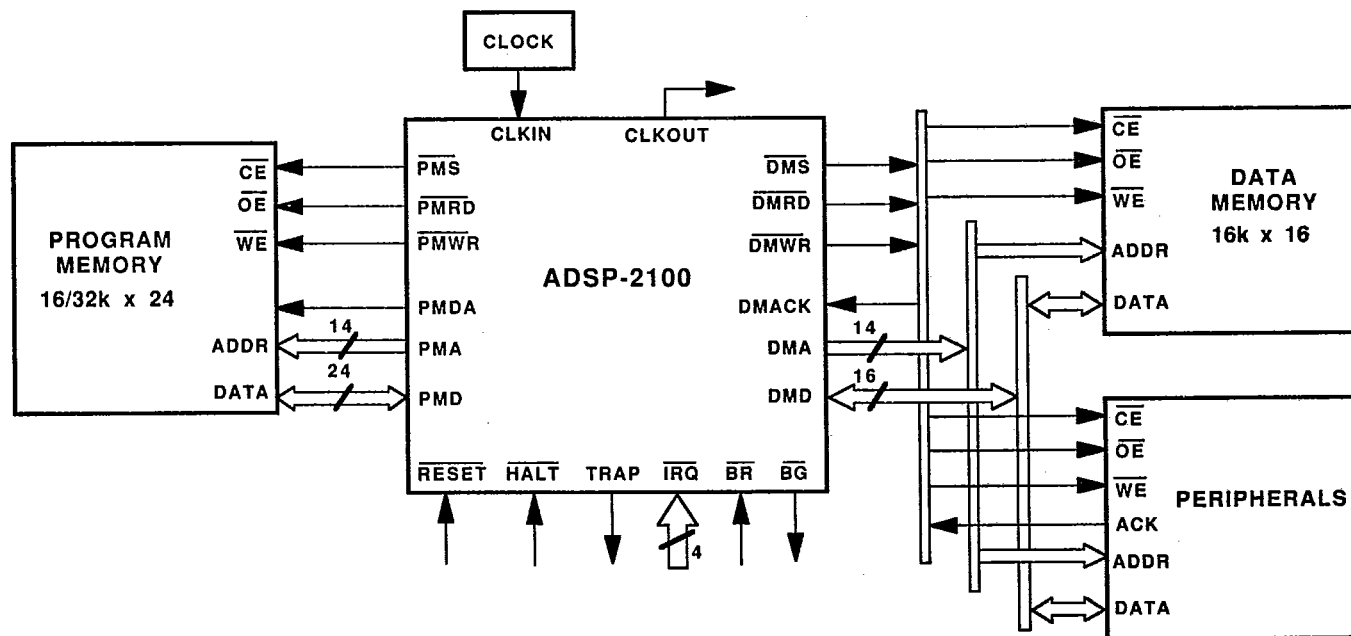 CLOCK
CLKIN
CLKOUT
PROGRAM
MEMORY
16/32k x 24
CE
OE
WE
ADDR
DATA
14
24
PMS
PMRD
PMWR
PMDA
PMA
PMD
ADSP-2100
DMS
DMRD
DMWR
DMACK
DMA
DMD
14
16
RESET
HALT
TRAP
IRQ
BR
BG
4
CE
OE
WE
ADDR
DATA
DATA
MEMORY
16k x 16
CE
OE
WE
ACK
ADDR
DATA
PERIPHERALS